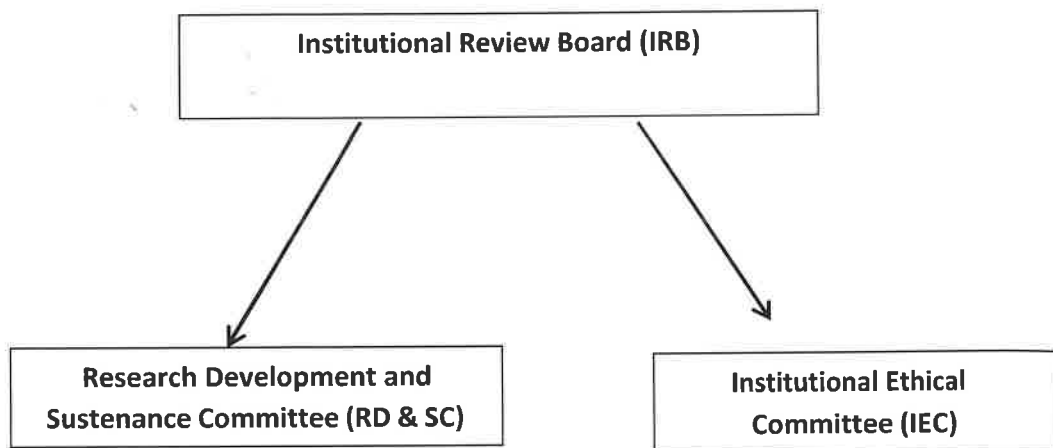 Institutional Review Board (IRB)
Research Development and
Sustenance Committee (RD & SC)
Institutional Ethical
Committee (IEC)